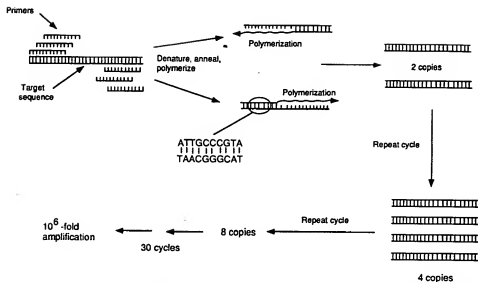 Primers
Polymerization
Denature, anneal,
polymerize
Target
sequence
Polymerization
ATTGCCCGTA
TAACGGGCAT
2 copies
Repeat cycle
4 copies
Repeat cycle
8 copies
30 cycles
10⁶ -fold
amplification